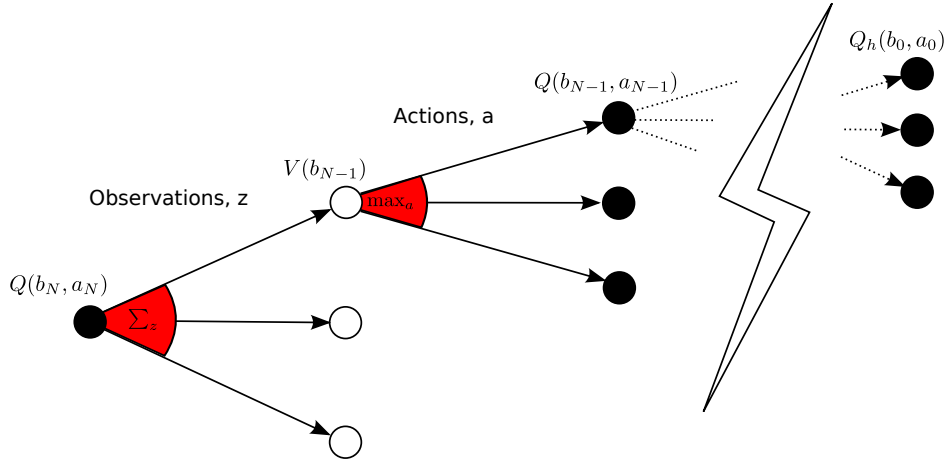 Q_h(b_0, a_0)
Q(b_{N−1}, a_{N−1})
Actions, a
V(b_{N−1})
max_a
Observations, z
Q(b_N, a_N)
∑_z